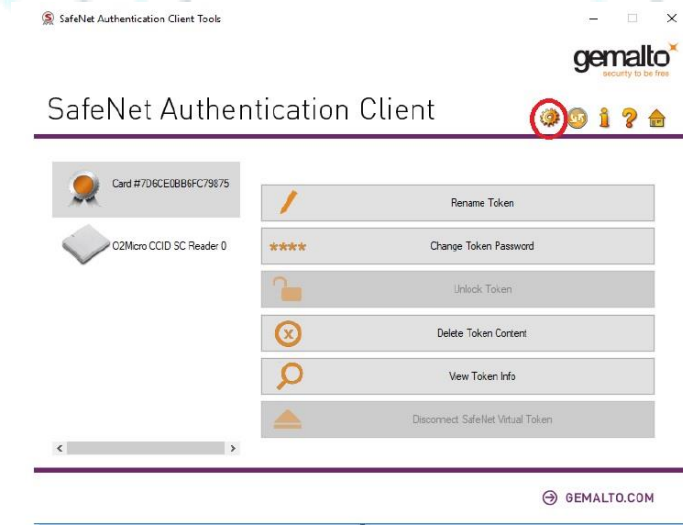 SafeNet Authentication Client Tools
gemalto
security to be free
SafeNet Authentication Client
Card #7D6CE0BB6FC79875
Rename Token
O2Micro CCID SC Reader 0
**** Change Token Password
Unlock Token
Delete Token Content
View Token Info
Disconnect SafeNet Virtual Token
GEMALTO.COM